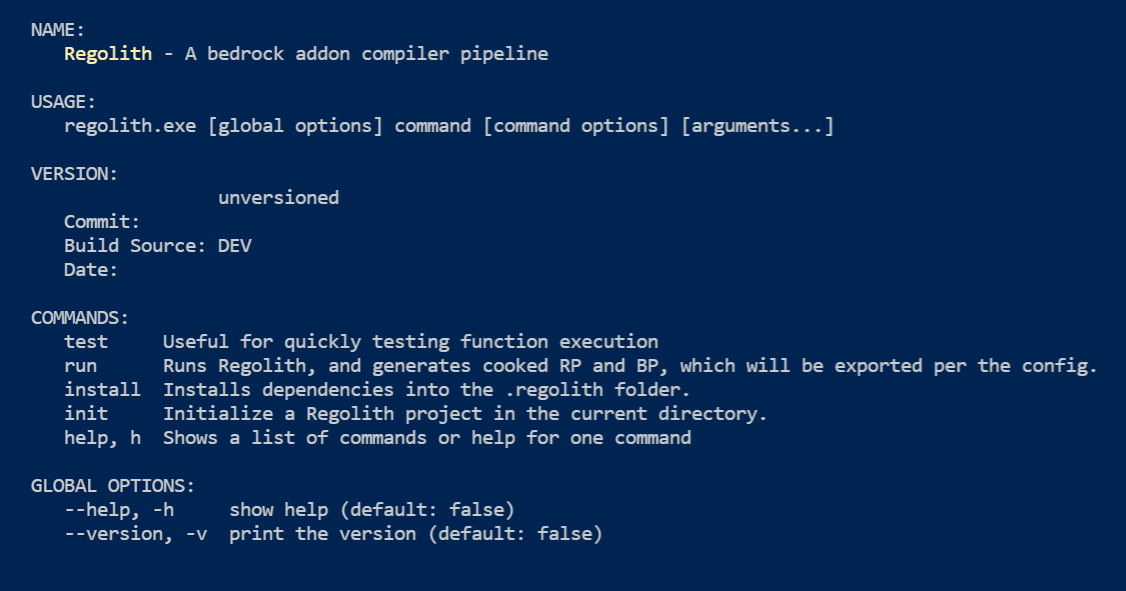 NAME:
Regolith - A bedrock addon compiler pipeline
USAGE:
regolith.exe [global options] command [command options] [arguments...]
VERSION:
unversioned
Commit:
Build Source: DEV
Date:
COMMANDS:
test Useful for quickly testing function execution
run Runs Regolith, and generates cooked RP and BP, which will be exported per the config.
install Installs dependencies into the .regolith folder.
init Initialize a Regolith project in the current directory.
help, h Shows a list of commands or help for one command
GLOBAL OPTIONS:
--help, -h show help (default: false)
--version, -v print the version (default: false)